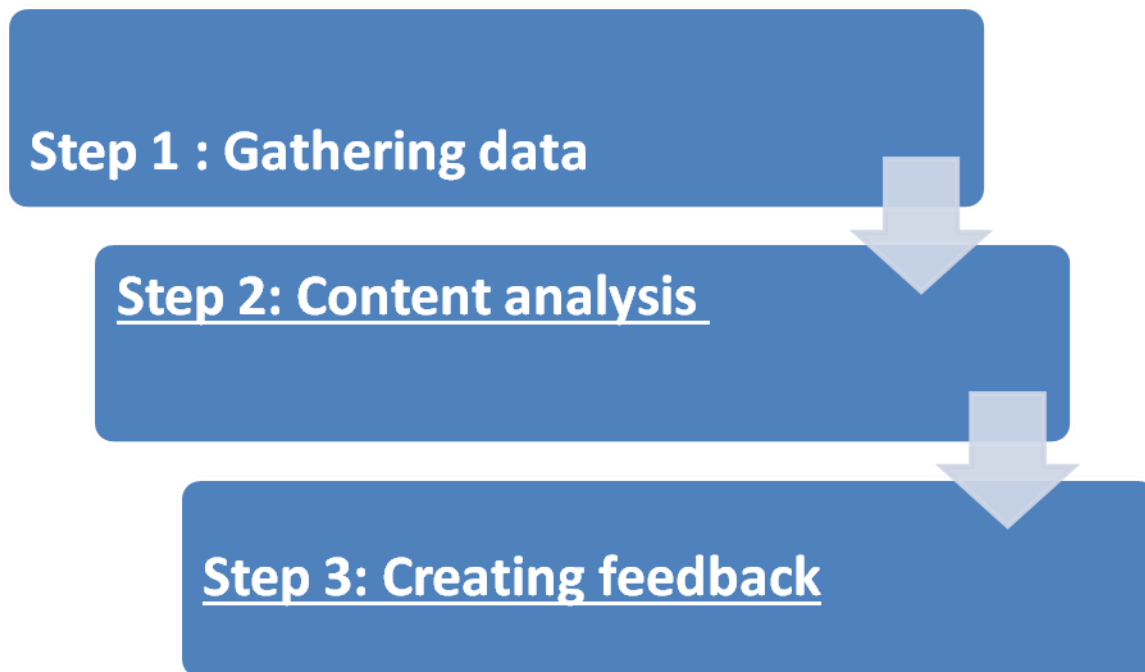 Step 1 : Gathering data
Step 2: Content analysis
Step 3: Creating feedback